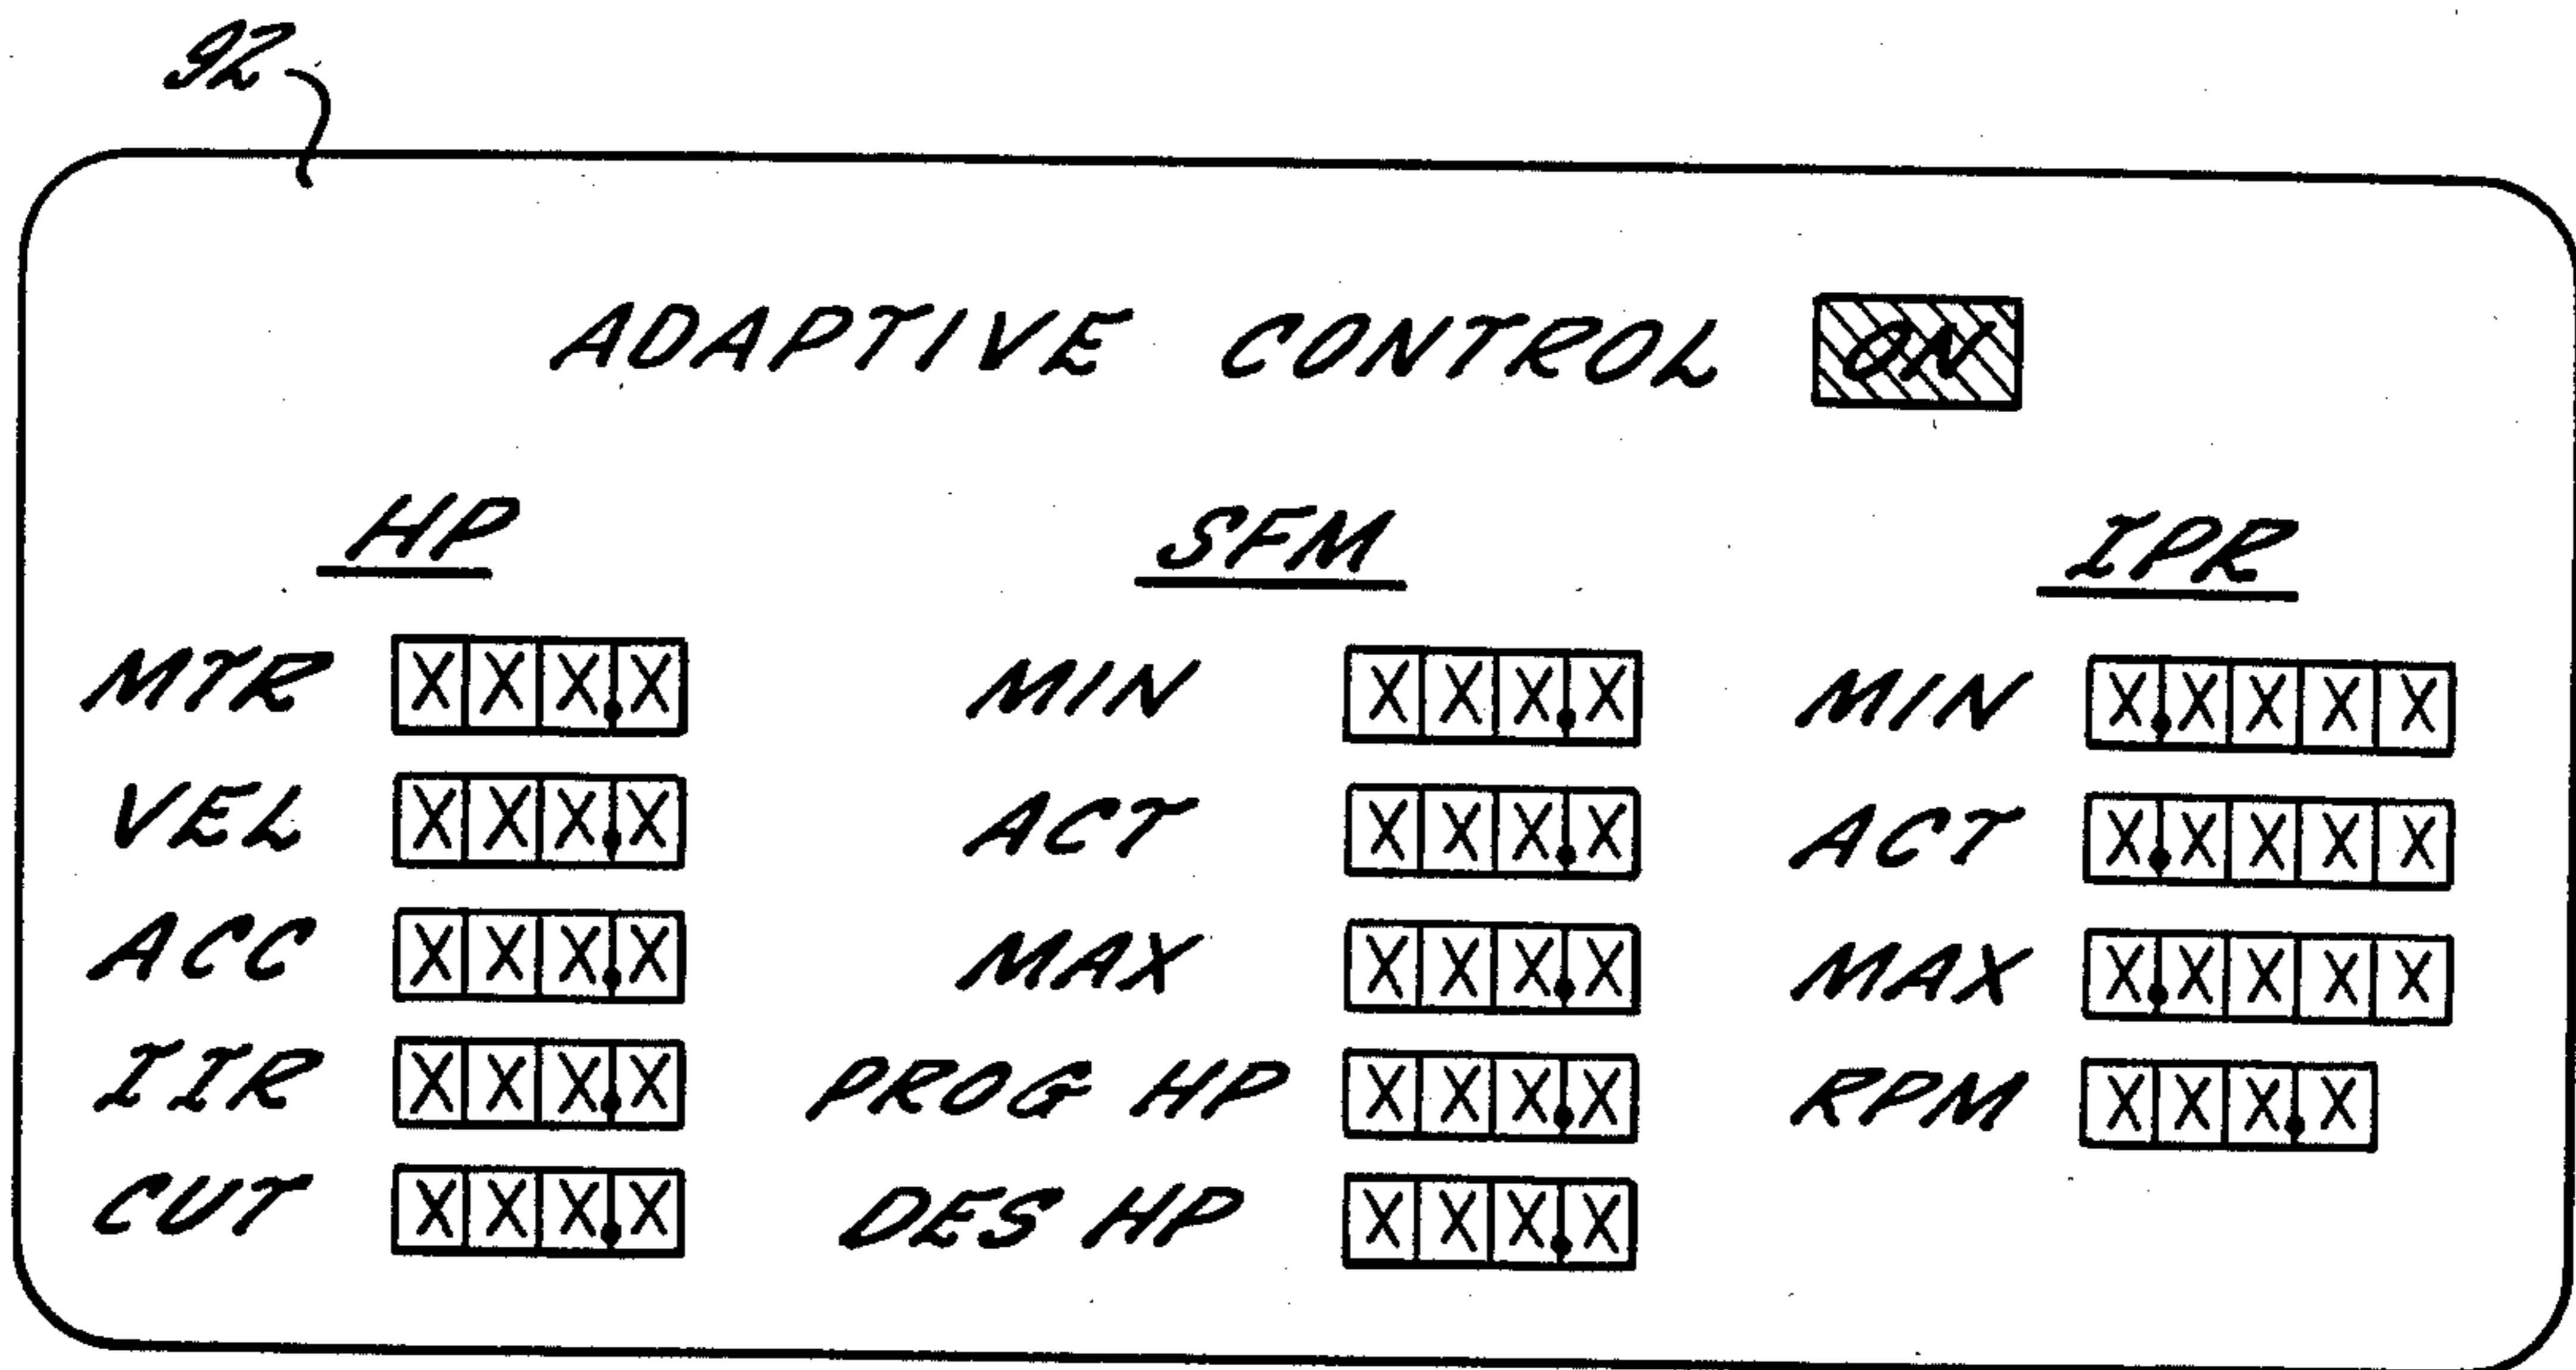 92
ADAPTIVE CONTROL ON
HP SFM IPR
MTR XXX.X MIN XXX.X MIN X.XXXX
VEL XXX.X ACT XXX.X ACT X.XXXX
ACC XXX.X MAX XXX.X MAX X.XXXX
IIR XXX.X PROG HP XXX.X RPM XXX.X
CUT XXX.X DES HP XXX.X